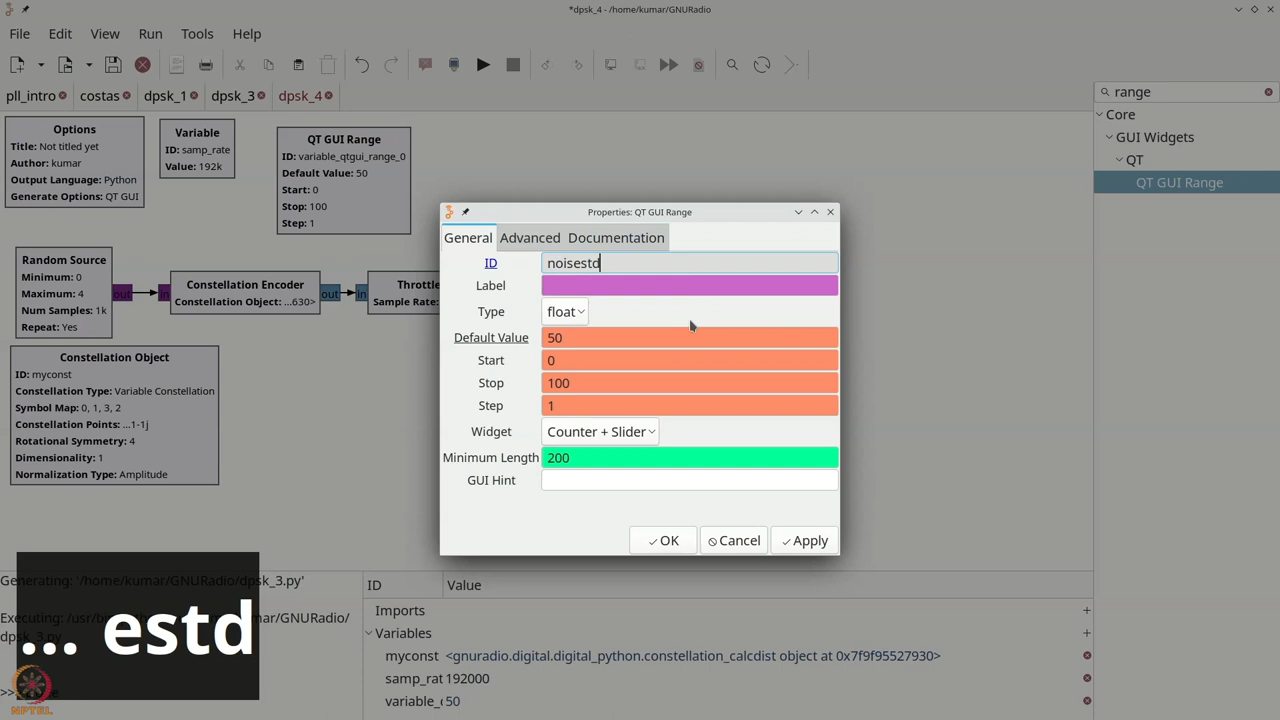 *dpsk_4 - /home/kumar/GNURadio
File Edit View Run Tools Help
pll_intro costas dpsk_1 dpsk_3 dpsk_4
range
Core
GUI Widgets
QT
QT GUI Range
Options
Title: Not titled yet
Author: kumar
Output Language: Python
Generate Options: QT GUI
Variable
ID: samp_rate
Value: 192k
QT GUI Range
ID: variable_qtgui_range_0
Default Value: 50
Start: 0
Stop: 100
Step: 1
Random Source
Minimum: 0
Maximum: 4
Num Samples: 1k
Repeat: Yes
out
in
Constellation Encoder
Constellation Object: ...630>
out
in
Throttle
Sample Rate:
Constellation Object
ID: myconst
Constellation Type: Variable Constellation
Symbol Map: 0, 1, 3, 2
Constellation Points: ...1-1j
Rotational Symmetry: 4
Dimensionality: 1
Normalization Type: Amplitude
Properties: QT GUI Range
General Advanced Documentation
ID noisestd
Label
Type float
Default Value 50
Start 0
Stop 100
Step 1
Widget Counter + Slider
Minimum Length 200
GUI Hint
OK Cancel Apply
Generating: '/home/kumar/GNURadio/dpsk_3.py'
Executing: /usr/b
mar/GNURadio/
dpsk_3.py
>>>
... estd
NPTEL
ID Value
Imports
Variables
myconst <gnuradio.digital.digital_python.constellation_calcdist object at 0x7f9f95527930>
samp_rat 192000
variable_c 50